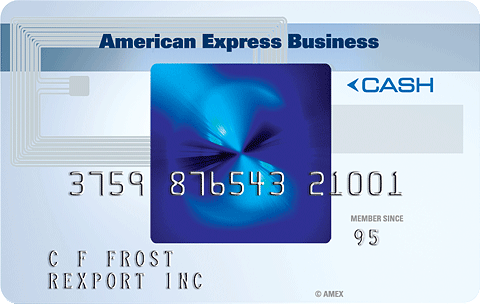 American Express Business
CASH
3759 876543 21001
MEMBER SINCE
95
C F FROST
REXPORT INC
© AMEX